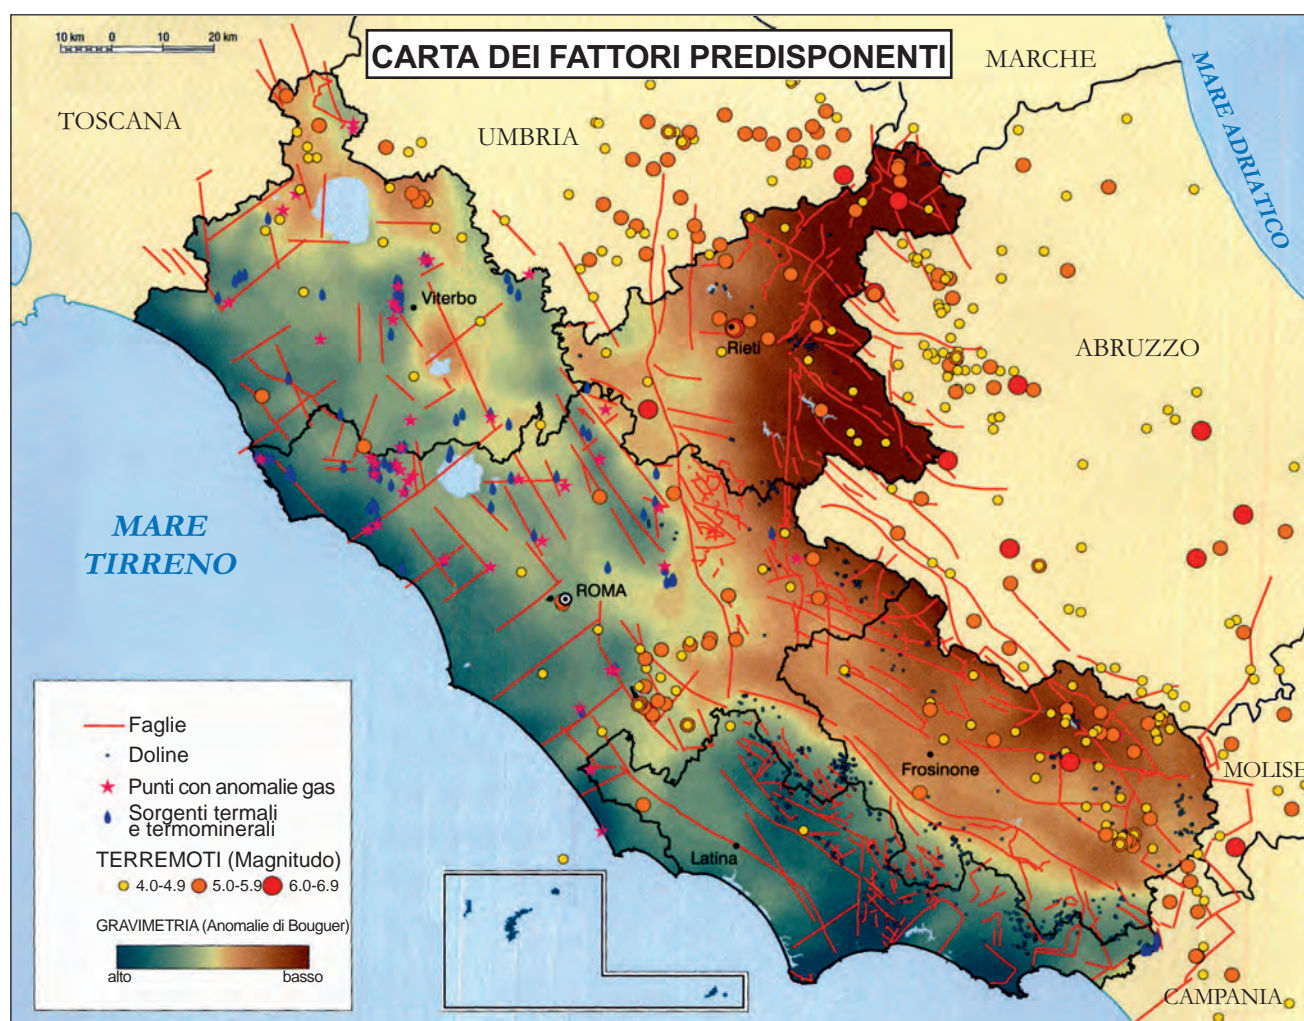 10 km 0 10 20 km
CARTA DEI FATTORI PREDISPONENTI
MARCHE
MARE ADRIATICO
TOSCANA
UMBRIA
Viterbo
Rieti
ABRUZZO
MARE
TIRRENO
ROMA
Frosinone
MOLISE
Latina
CAMPANIA
Faglie
Doline
Punti con anomalie gas
Sorgenti termali
e termominerali
TERREMOTI (Magnitudo)
4.0-4.9 5.0-5.9 6.0-6.9
GRAVIMETRIA (Anomalie di Bouguer)
alto basso